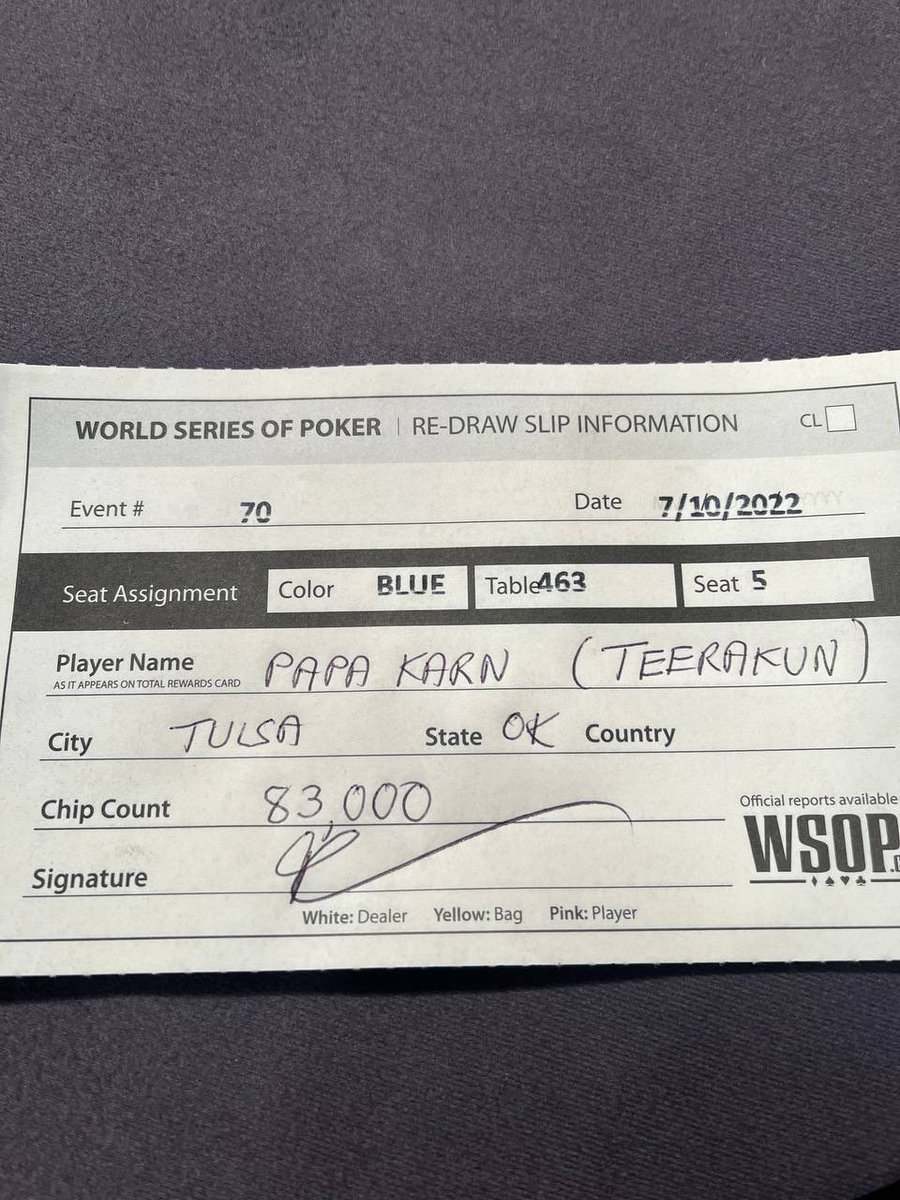 WORLD SERIES OF POKER | RE-DRAW SLIP INFORMATION CL
Event # 70 Date 7/10/2022
Seat Assignment Color BLUE Table 463 Seat 5
Player Name PAPA KARN (TEERAKUN)
AS IT APPEARS ON TOTAL REWARDS CARD
City TULSA State OK Country
Chip Count 83,000
Official reports available
WSOP.
Signature
White: Dealer Yellow: Bag Pink: Player